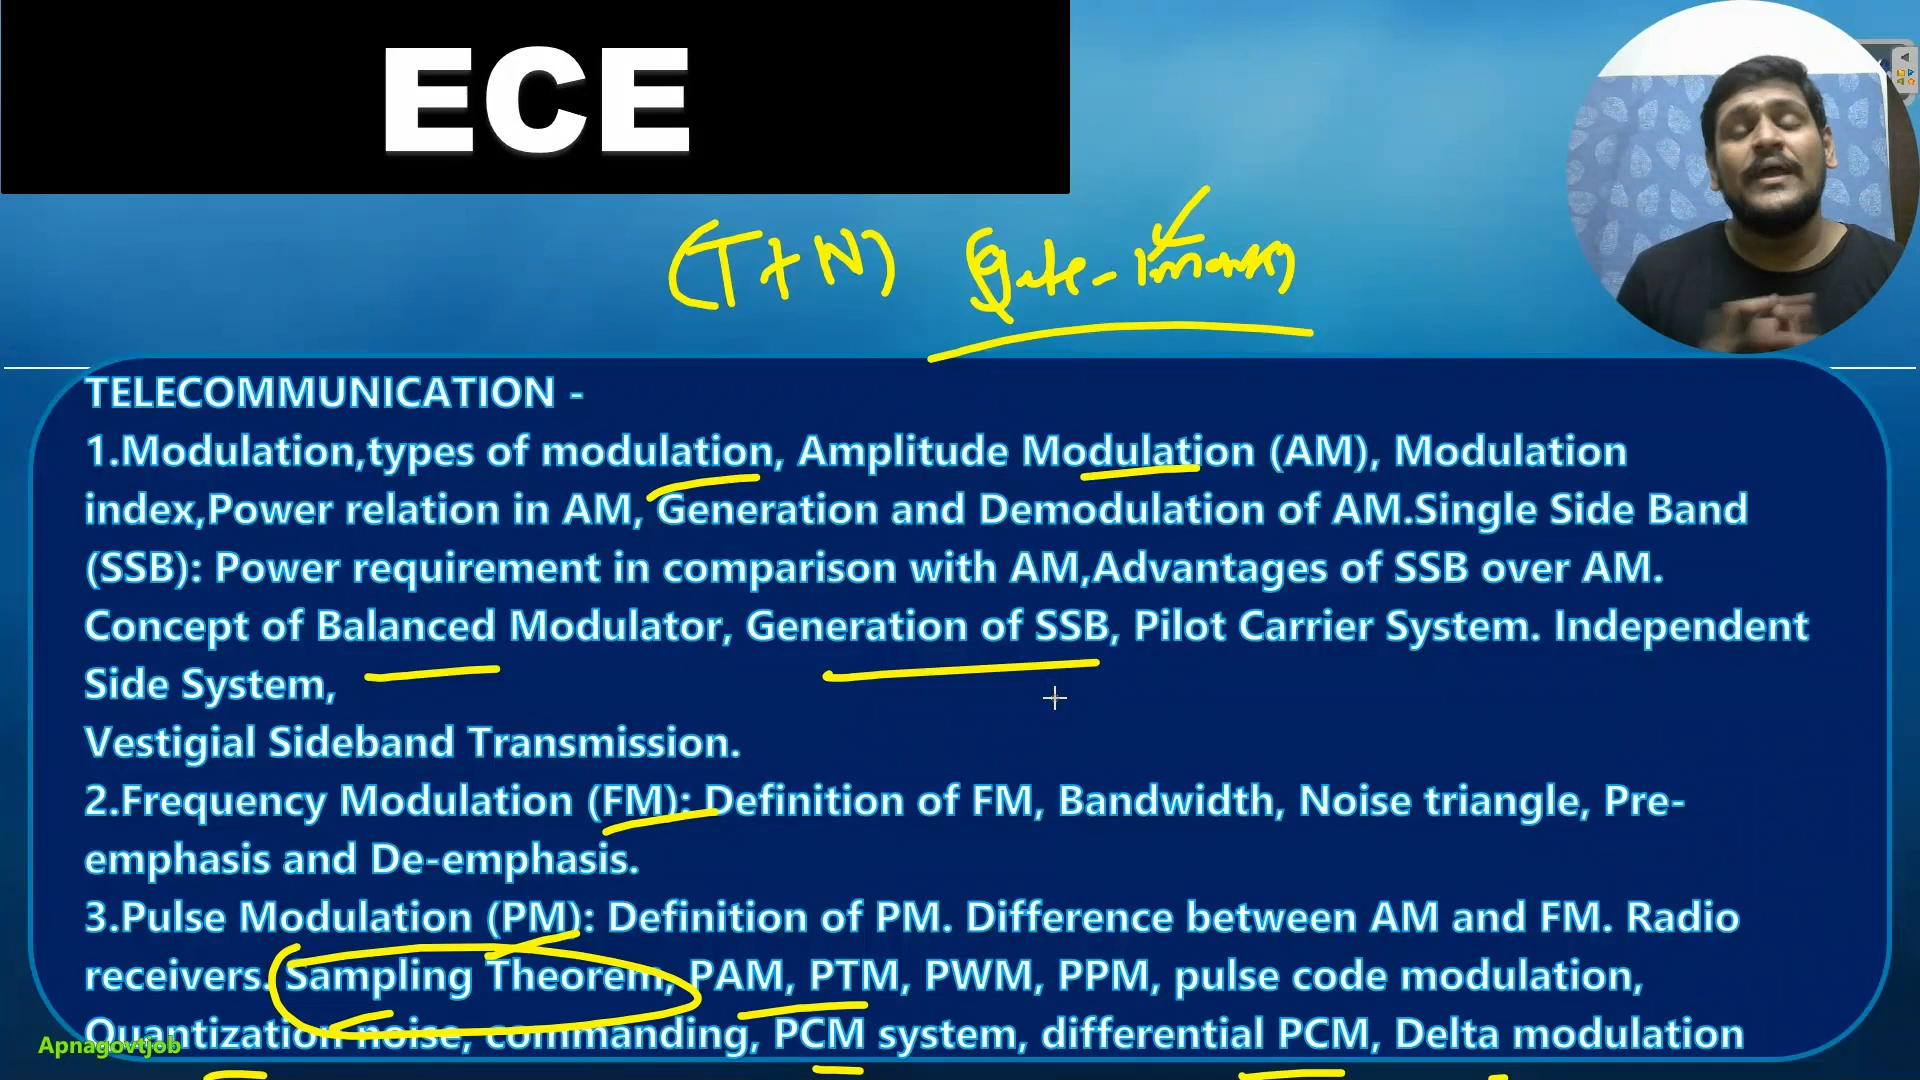 ECE
(T+N)
TELECOMMUNICATION -
1.Modulation,types of modulation, Amplitude Modulation (AM), Modulation
index,Power relation in AM, Generation and Demodulation of AM.Single Side Band
(SSB): Power requirement in comparison with AM,Advantages of SSB over AM.
Concept of Balanced Modulator, Generation of SSB, Pilot Carrier System. Independent
Side System,
Vestigial Sideband Transmission.
2.Frequency Modulation (FM): Definition of FM, Bandwidth, Noise triangle, Pre-
emphasis and De-emphasis.
3.Pulse Modulation (PM): Definition of PM. Difference between AM and FM. Radio
receivers. Sampling Theorem, PAM, PTM, PWM, PPM, pulse code modulation,
Quantization noise, commanding, PCM system, differential PCM, Delta modulation
Apnagovtjob